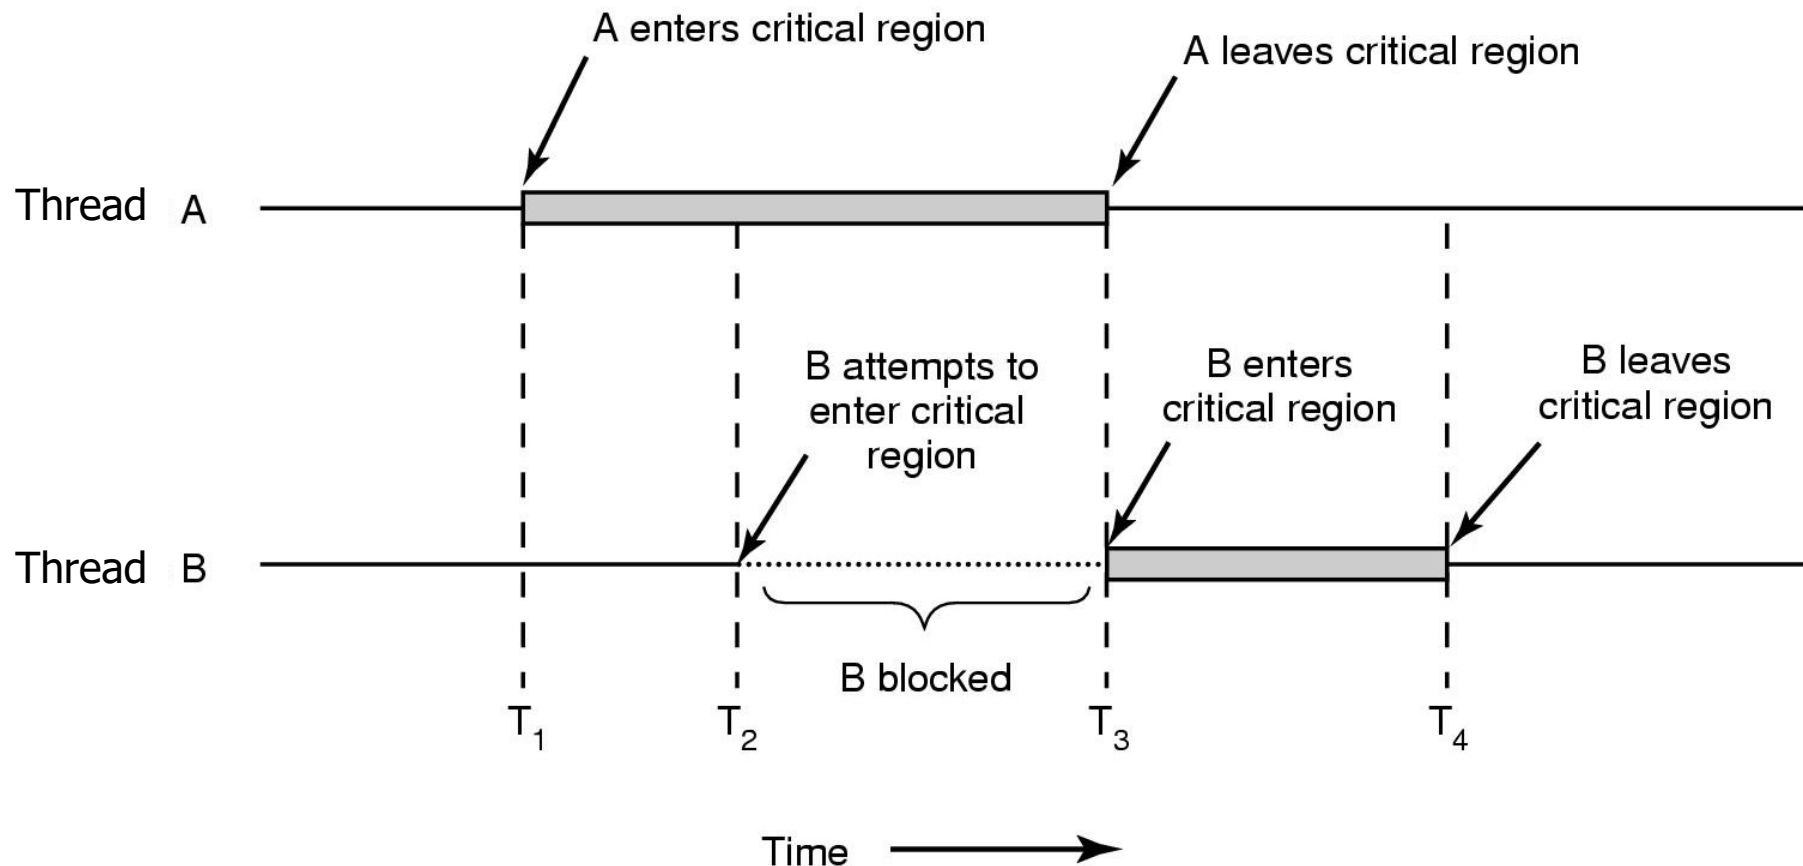 A enters critical region
A leaves critical region
Thread A
B attempts to
enter critical
region
B enters
critical region
B leaves
critical region
Thread B
B blocked
T1
T2
T3
T4
Time